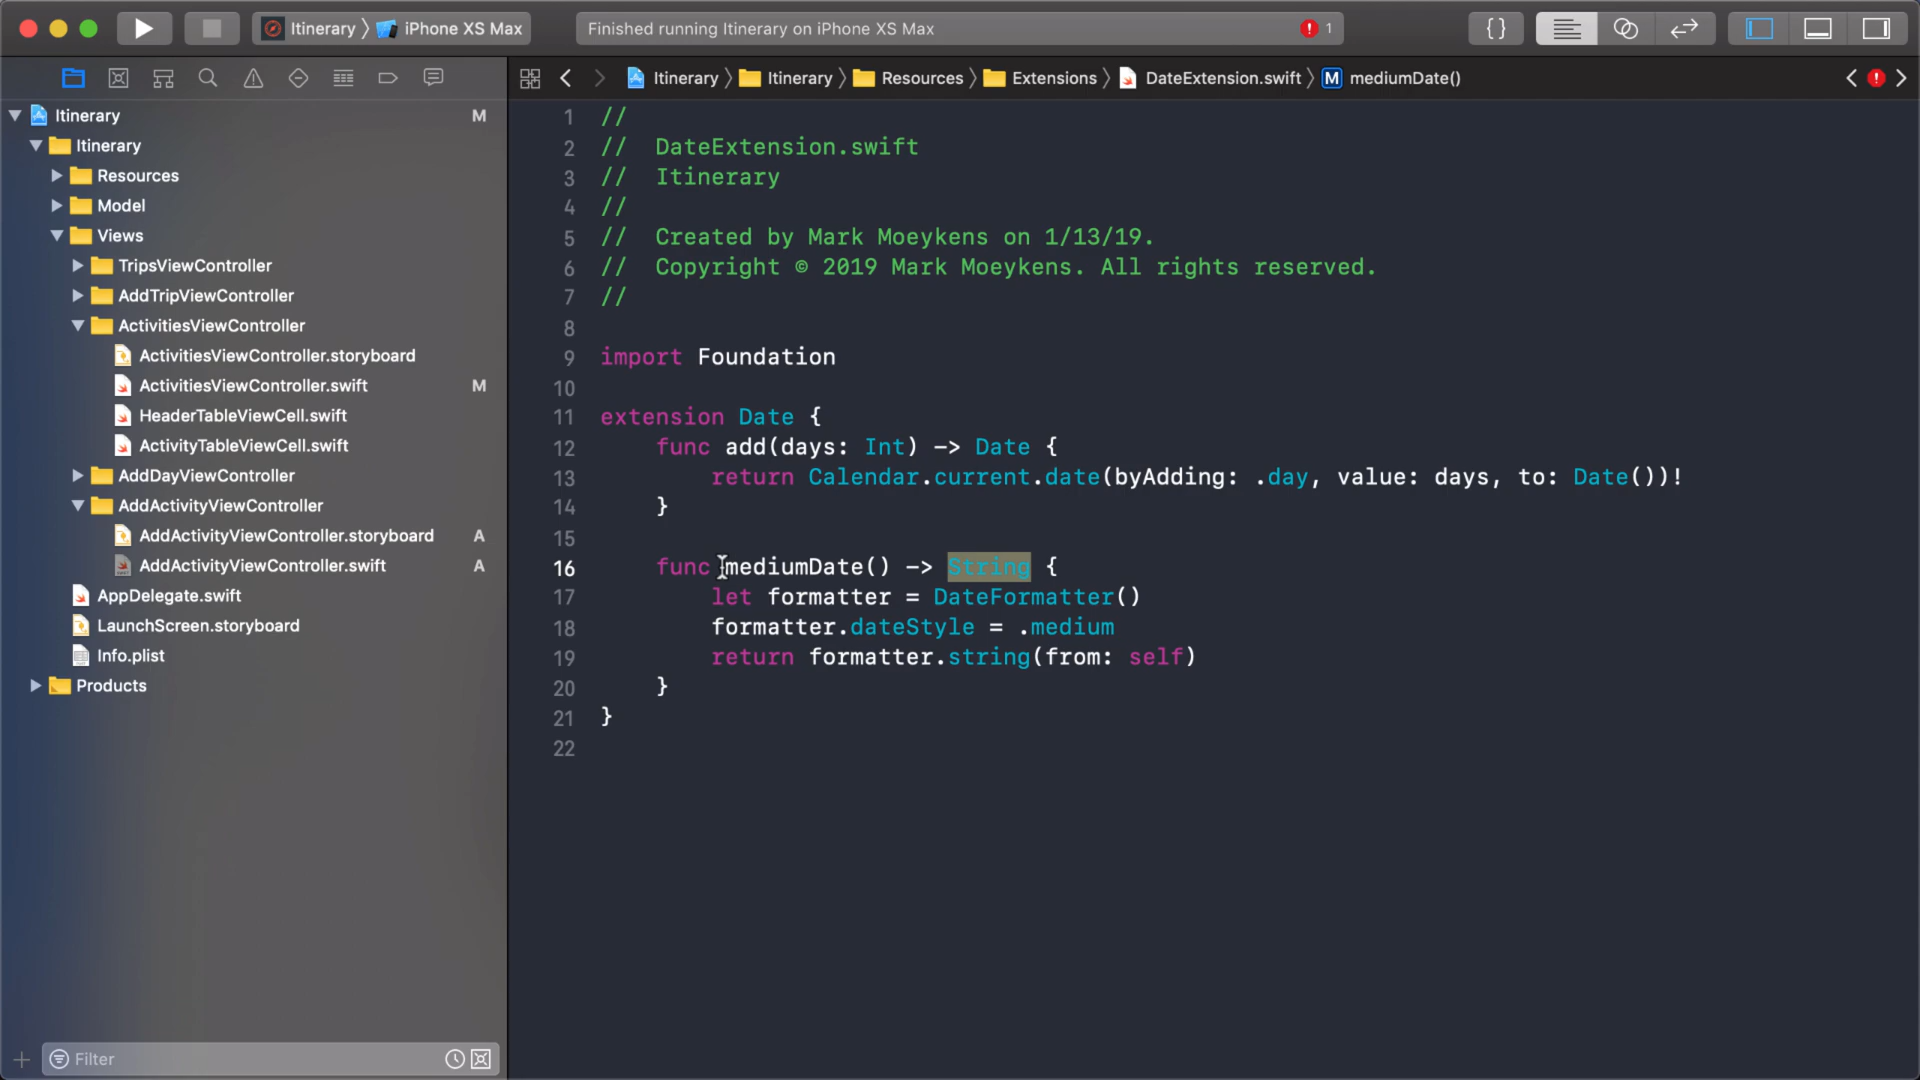 Itinerary 〉 iPhone XS Max
Finished running Itinerary on iPhone XS Max
1
{ }
Itinerary 〉 Itinerary 〉 Resources 〉 Extensions 〉 DateExtension.swift 〉 M mediumDate()
Itinerary M
Itinerary
Resources
Model
Views
TripsViewController
AddTripViewController
ActivitiesViewController
ActivitiesViewController.storyboard
ActivitiesViewController.swift M
HeaderTableViewCell.swift
ActivityTableViewCell.swift
AddDayViewController
AddActivityViewController
AddActivityViewController.storyboard A
AddActivityViewController.swift A
AppDelegate.swift
LaunchScreen.storyboard
Info.plist
Products
Filter
1 //
2 //  DateExtension.swift
3 //  Itinerary
4 //
5 //  Created by Mark Moeykens on 1/13/19.
6 //  Copyright © 2019 Mark Moeykens. All rights reserved.
7 //
8
9 import Foundation
10
11 extension Date {
12     func add(days: Int) -> Date {
13         return Calendar.current.date(byAdding: .day, value: days, to: Date())!
14     }
15
16     func mediumDate() -> String {
17         let formatter = DateFormatter()
18         formatter.dateStyle = .medium
19         return formatter.string(from: self)
20     }
21 }
22